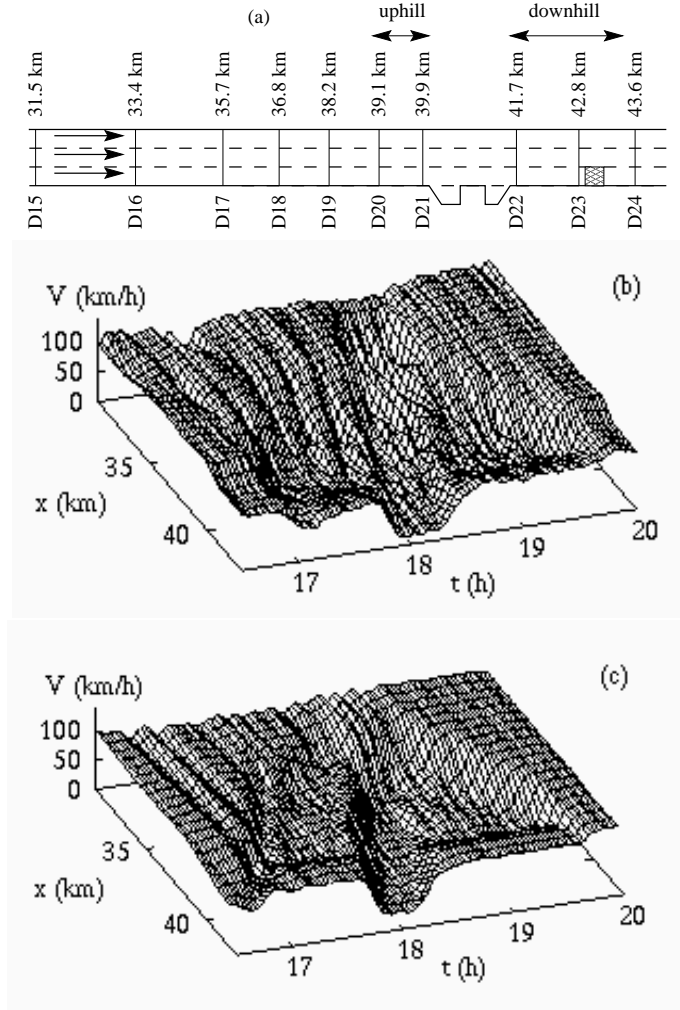 (a)
uphill
downhill
31.5 km
33.4 km
35.7 km
36.8 km
38.2 km
39.1 km
39.9 km
41.7 km
42.8 km
43.6 km
D15
D16
D17
D18
D19
D20
D21
D22
D23
D24
(b)
V (km/h)
100
50
0
35
x (km)
40
17
18
19
20
t (h)
(c)
V (km/h)
100
50
0
35
x (km)
40
17
18
19
20
t (h)